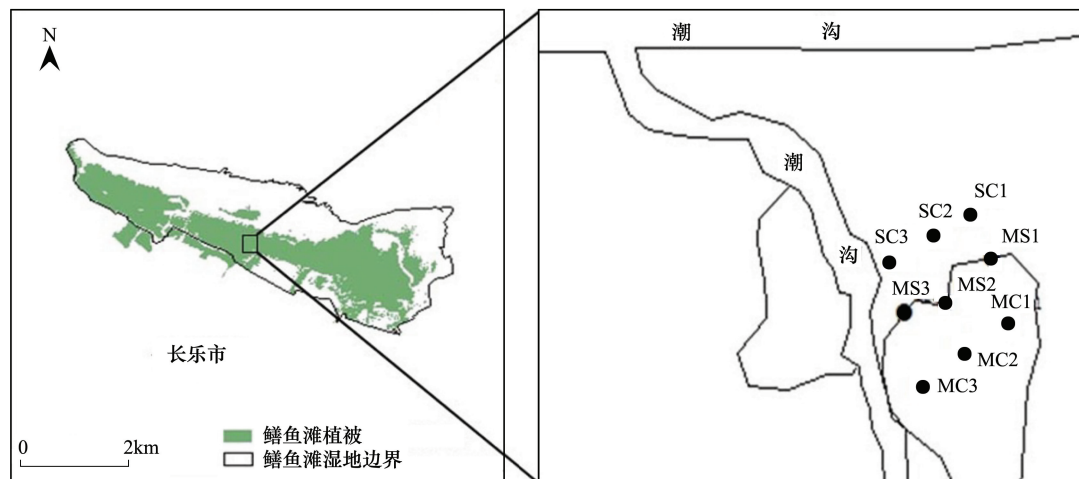 N
长乐市
0 2km
鳝鱼滩植被
鳝鱼滩湿地边界
潮 沟
潮
沟
SC1
SC2
MS1
SC3
MS2
MS3
MC1
MC2
MC3